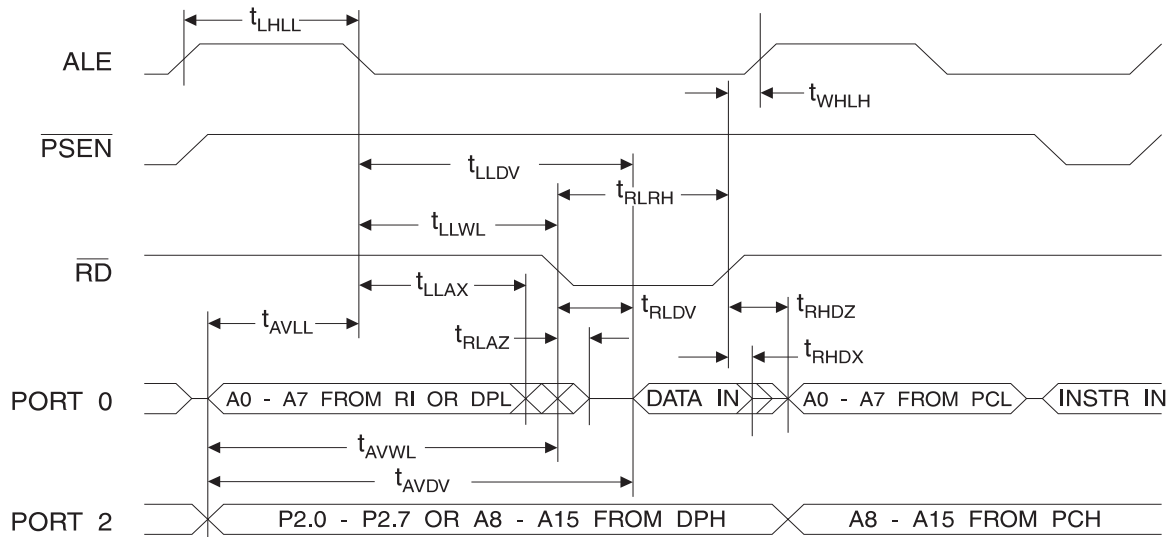 tLHLL
ALE
tWHLH
PSEN
tLLDV
tRLRH
tLLWL
RD
tLLAX
tRLDV
tRHDZ
tAVLL
tRLAZ
tRHDX
PORT 0
A0 - A7 FROM RI OR DPL
DATA IN
A0 - A7 FROM PCL
INSTR IN
tAVWL
tAVDV
PORT 2
P2.0 - P2.7 OR A8 - A15 FROM DPH
A8 - A15 FROM PCH